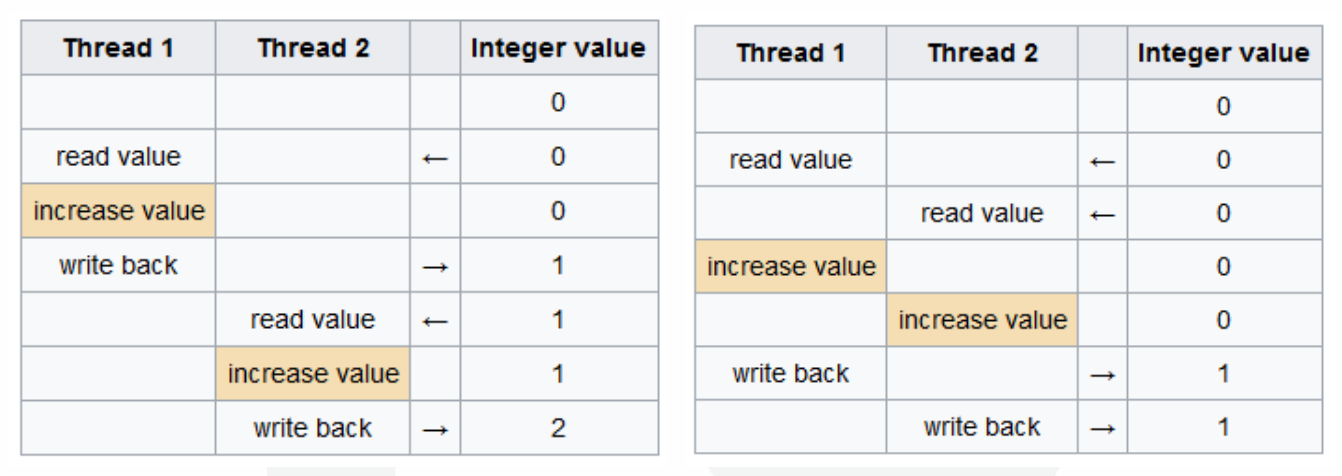 Thread 1 Thread 2 Integer value
0
read value ← 0
increase value 0
write back → 1
read value ← 1
increase value 1
write back → 2
Thread 1 Thread 2 Integer value
0
read value ← 0
read value ← 0
increase value 0
increase value 0
write back → 1
write back → 1